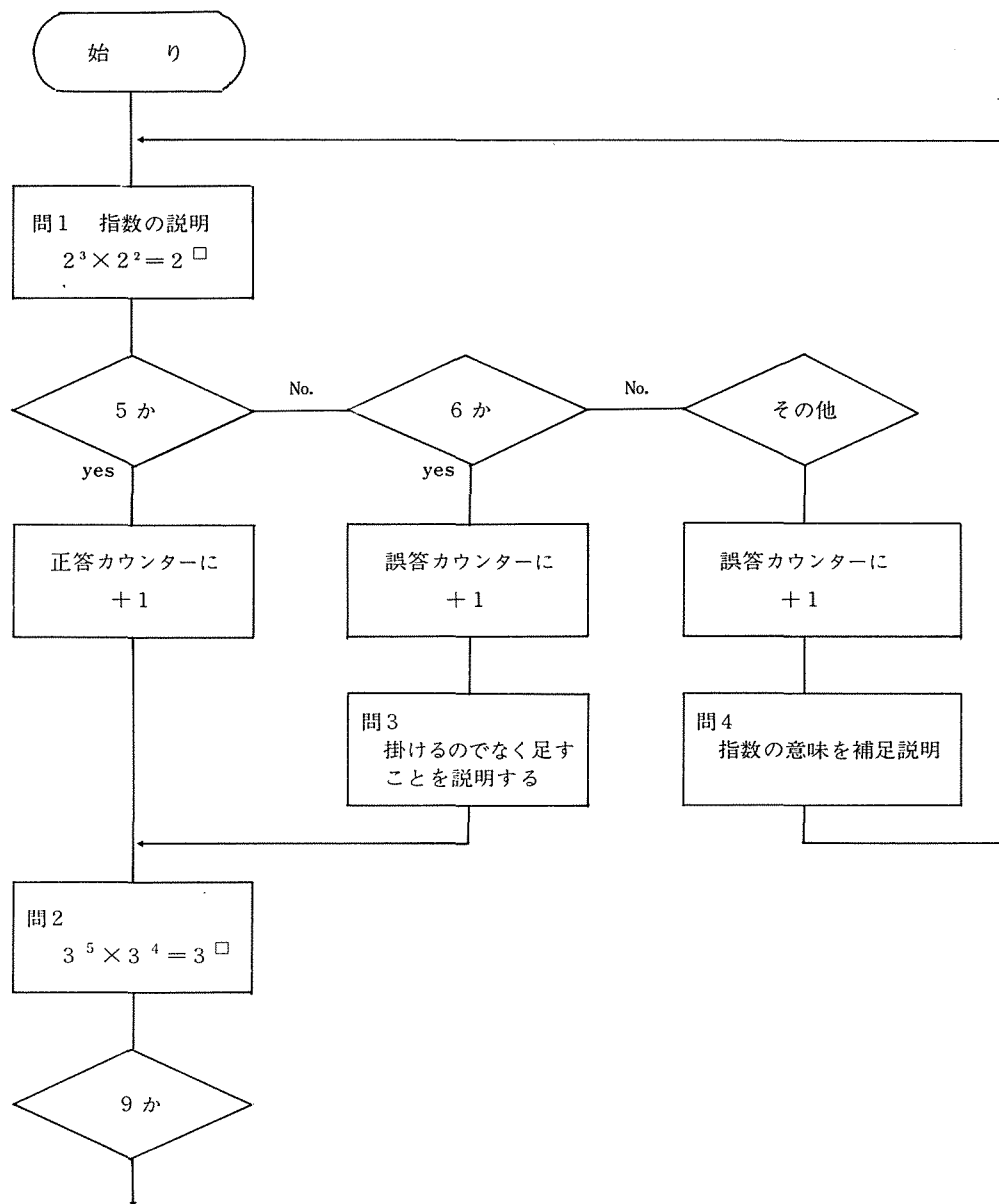 始 り
問1 指数の説明
2³×2²=2□
5か
No.
6か
No.
その他
yes
yes
正答カウンターに
+1
誤答カウンターに
+1
誤答カウンターに
+1
問3
掛けるのでなく足す
ことを説明する
問4
指数の意味を補足説明
問2
3⁵×3⁴=3□
9か